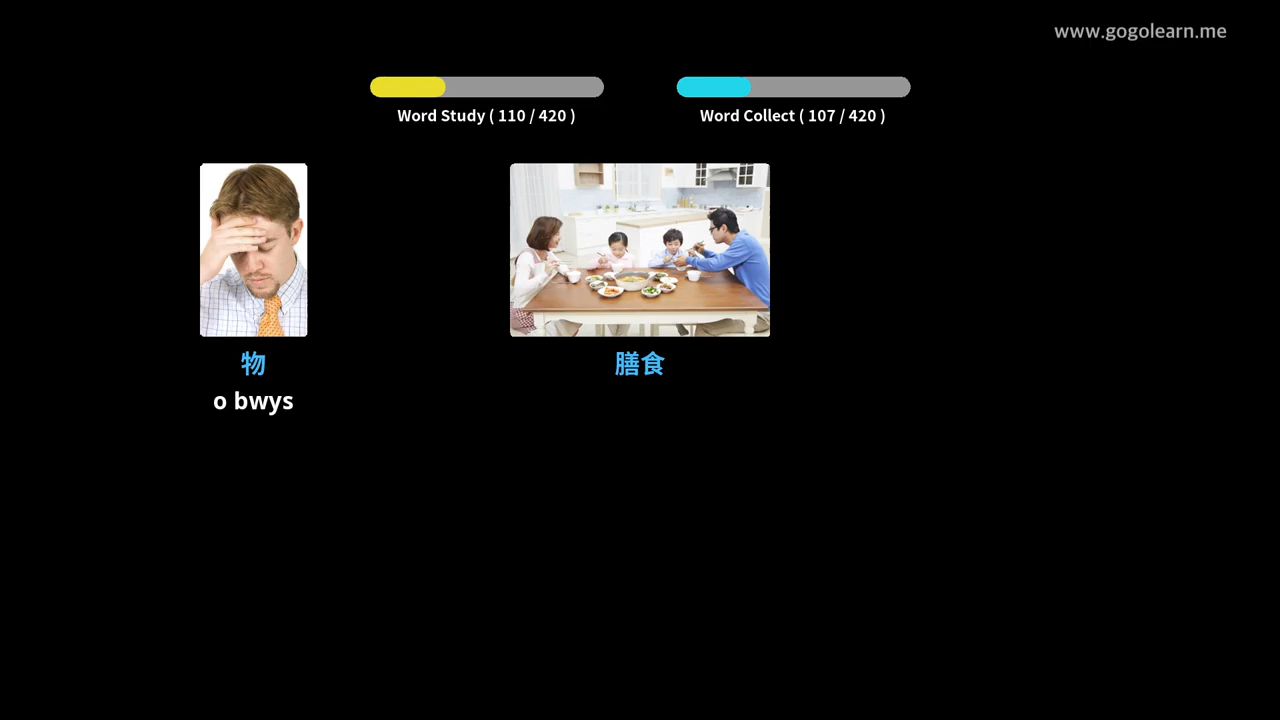 www.gogolearn.me
Word Study ( 110 / 420 )
Word Collect ( 107 / 420 )
物
膳食
o bwys